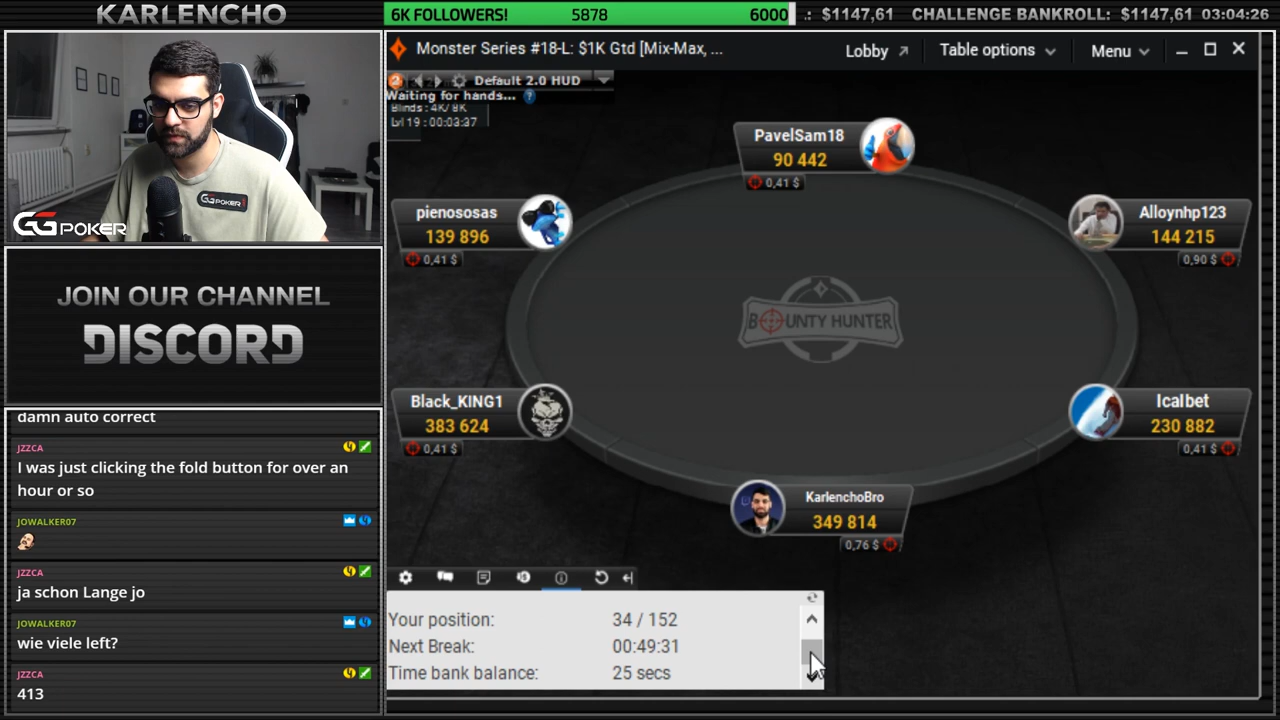 KARLENCHO
6K FOLLOWERS! 5878 6000 .: $1147,61 CHALLENGE BANKROLL: $1147,61 03:04:26
Monster Series #18-L: $1K Gtd [Mix-Max, ...
Lobby Table options Menu
Default 2.0 HUD
Waiting for hands... ?
Blinds : 4K/ 8K
Lvl 19 : 00:03:37
PavelSam18
90 442
0,41 $
pienososas
139 896
0,41 $
Alloynhp123
144 215
0,90 $
GGPOKER
GGPOKER
JOIN OUR CHANNEL
DISCORD
BOUNTY HUNTER
Black_KING1
383 624
0,41 $
Icalbet
230 882
0,41 $
KarlenchoBro
349 814
0,76 $
damn auto correct
JZZCA
I was just clicking the fold button for over an
hour or so
JOWALKER07
JZZCA
ja schon Lange jo
JOWALKER07
wie viele left?
JZZCA
413
Your position: 34 / 152
Next Break: 00:49:31
Time bank balance: 25 secs